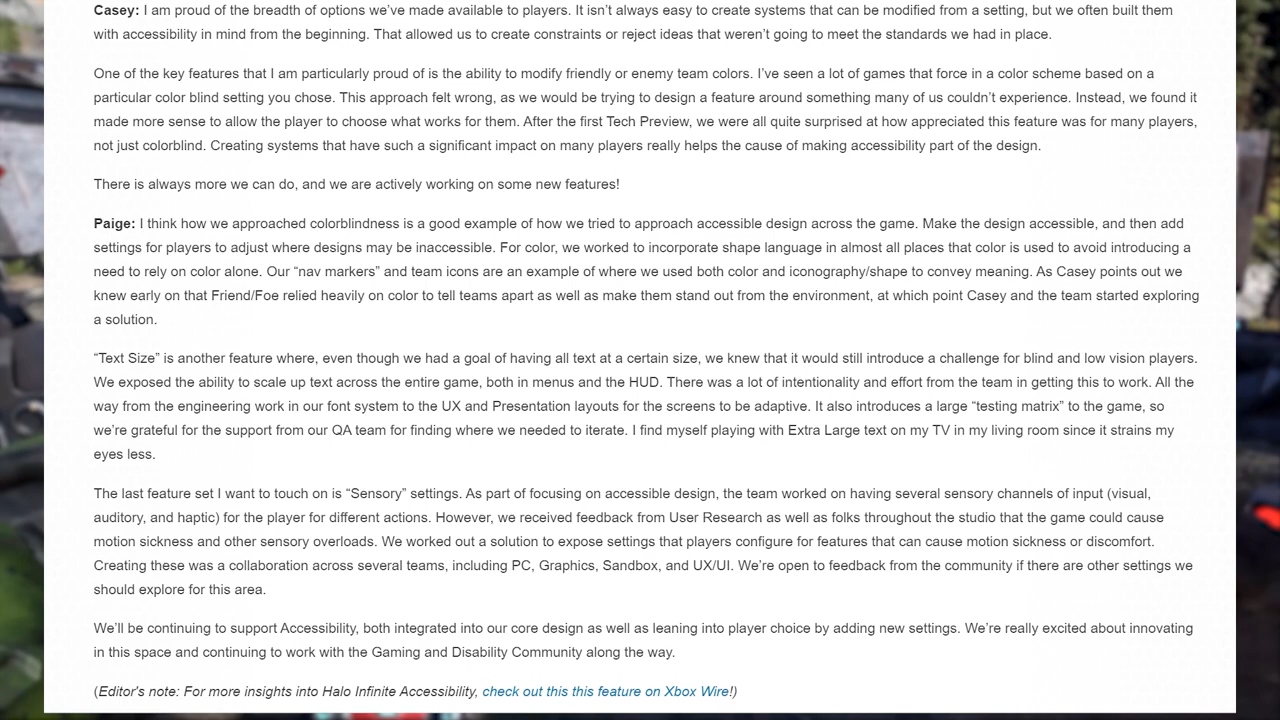 Casey: I am proud of the breadth of options we’ve made available to players. It isn’t always easy to create systems that can be modified from a setting, but we often built them
with accessibility in mind from the beginning. That allowed us to create constraints or reject ideas that weren’t going to meet the standards we had in place.
One of the key features that I am particularly proud of is the ability to modify friendly or enemy team colors. I’ve seen a lot of games that force in a color scheme based on a
particular color blind setting you chose. This approach felt wrong, as we would be trying to design a feature around something many of us couldn’t experience. Instead, we found it
made more sense to allow the player to choose what works for them. After the first Tech Preview, we were all quite surprised at how appreciated this feature was for many players,
not just colorblind. Creating systems that have such a significant impact on many players really helps the cause of making accessibility part of the design.
There is always more we can do, and we are actively working on some new features!
Paige: I think how we approached colorblindness is a good example of how we tried to approach accessible design across the game. Make the design accessible, and then add
settings for players to adjust where designs may be inaccessible. For color, we worked to incorporate shape language in almost all places that color is used to avoid introducing a
need to rely on color alone. Our “nav markers” and team icons are an example of where we used both color and iconography/shape to convey meaning. As Casey points out we
knew early on that Friend/Foe relied heavily on color to tell teams apart as well as make them stand out from the environment, at which point Casey and the team started exploring
a solution.
“Text Size” is another feature where, even though we had a goal of having all text at a certain size, we knew that it would still introduce a challenge for blind and low vision players.
We exposed the ability to scale up text across the entire game, both in menus and the HUD. There was a lot of intentionality and effort from the team in getting this to work. All the
way from the engineering work in our font system to the UX and Presentation layouts for the screens to be adaptive. It also introduces a large “testing matrix” to the game, so
we’re grateful for the support from our QA team for finding where we needed to iterate. I find myself playing with Extra Large text on my TV in my living room since it strains my
eyes less.
The last feature set I want to touch on is “Sensory” settings. As part of focusing on accessible design, the team worked on having several sensory channels of input (visual,
auditory, and haptic) for the player for different actions. However, we received feedback from User Research as well as folks throughout the studio that the game could cause
motion sickness and other sensory overloads. We worked out a solution to expose settings that players configure for features that can cause motion sickness or discomfort.
Creating these was a collaboration across several teams, including PC, Graphics, Sandbox, and UX/UI. We’re open to feedback from the community if there are other settings we
should explore for this area.
We’ll be continuing to support Accessibility, both integrated into our core design as well as leaning into player choice by adding new settings. We’re really excited about innovating
in this space and continuing to work with the Gaming and Disability Community along the way.
(Editor's note: For more insights into Halo Infinite Accessibility, check out this this feature on Xbox Wire!)